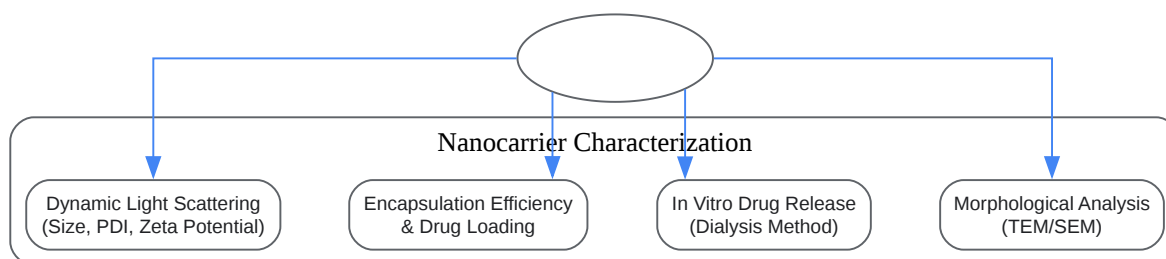 Nanocarrier Characterization
Dynamic Light Scattering
(Size, PDI, Zeta Potential)
Encapsulation Efficiency
& Drug Loading
In Vitro Drug Release
(Dialysis Method)
Morphological Analysis
(TEM/SEM)